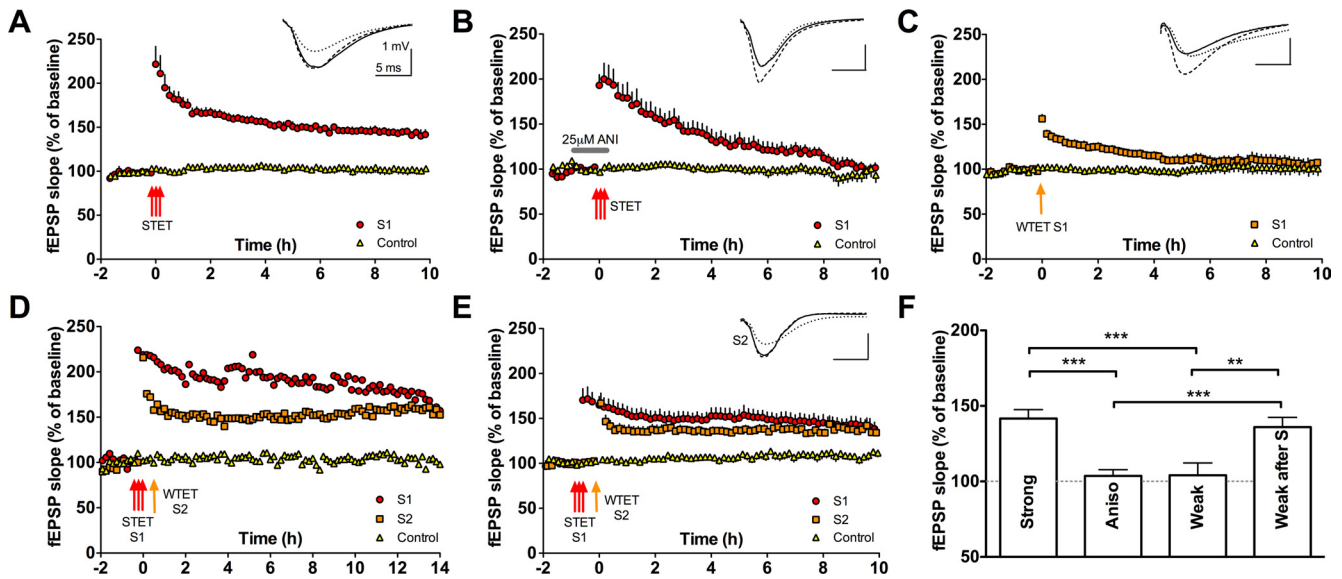 A
fEPSP slope (% of baseline)
250
200
150
100
50
0
1 mV
5 ms
STET
S1
Control
Time (h)
-2 0 2 4 6 8 10
B
fEPSP slope (% of baseline)
250
200
150
100
50
0
25μM ANI
STET
S1
Control
Time (h)
-2 0 2 4 6 8 10
C
fEPSP slope (% of baseline)
250
200
150
100
50
0
WTET S1
S1
Control
Time (h)
-2 0 2 4 6 8 10
D
fEPSP slope (% of baseline)
250
200
150
100
50
0
STET
S1
WTET
S2
S1
S2
Control
Time (h)
-2 0 2 4 6 8 10 12 14
E
fEPSP slope (% of baseline)
250
200
150
100
50
0
S2
STET
S1
WTET
S2
S1
S2
Control
Time (h)
-2 0 2 4 6 8 10
F
fEPSP slope (% of baseline)
200
150
100
50
***
***
**
***
Strong
Aniso
Weak
Weak after S